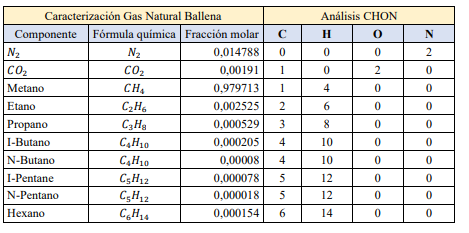 Caracterización Gas Natural Ballena Análisis CHON
Componente Fórmula química Fracción molar C H O N
N₂ N₂ 0,014788 0 0 0 2
CO₂ CO₂ 0,00191 1 0 2 0
Metano CH₄ 0,979713 1 4 0 0
Etano C₂H₆ 0,002525 2 6 0 0
Propano C₃H₈ 0,000529 3 8 0 0
I-Butano C₄H₁₀ 0,000205 4 10 0 0
N-Butano C₄H₁₀ 0,00008 4 10 0 0
I-Pentane C₅H₁₂ 0,000078 5 12 0 0
N-Pentano C₅H₁₂ 0,000018 5 12 0 0
Hexano C₆H₁₄ 0,000154 6 14 0 0